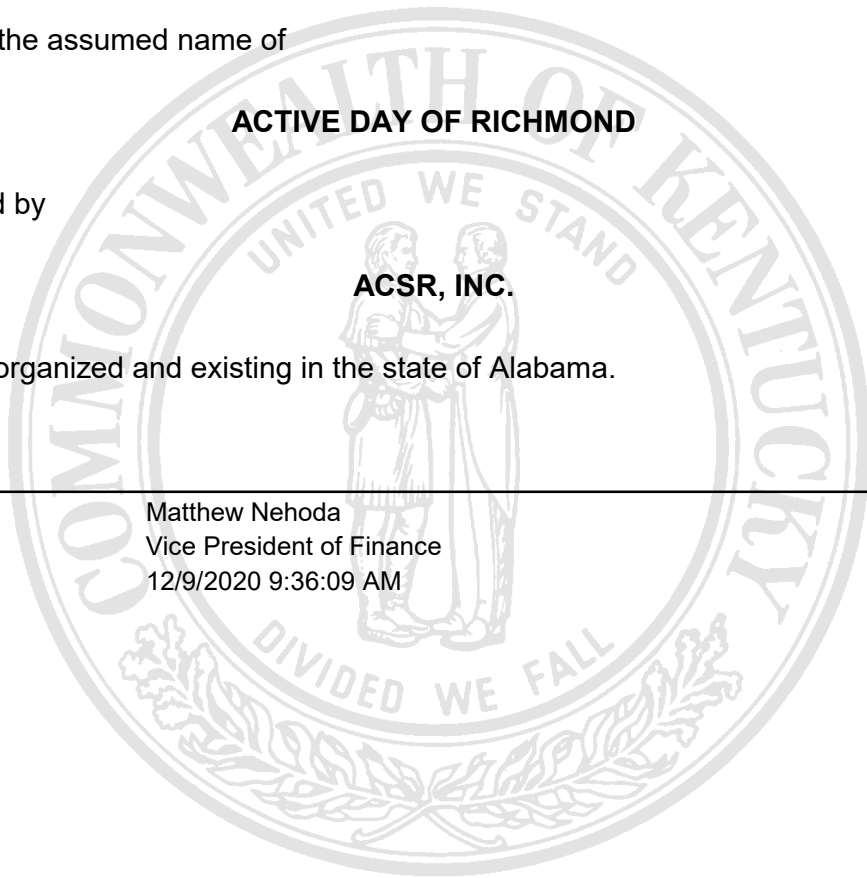 the assumed name of
ACTIVE DAY OF RICHMOND
d by
ACSR, INC.
organized and existing in the state of Alabama.
Matthew Nehoda
Vice President of Finance
12/9/2020 9:36:09 AM
COMMONWEALTH OF KENTUCKY
UNITED WE STAND
DIVIDED WE FALL